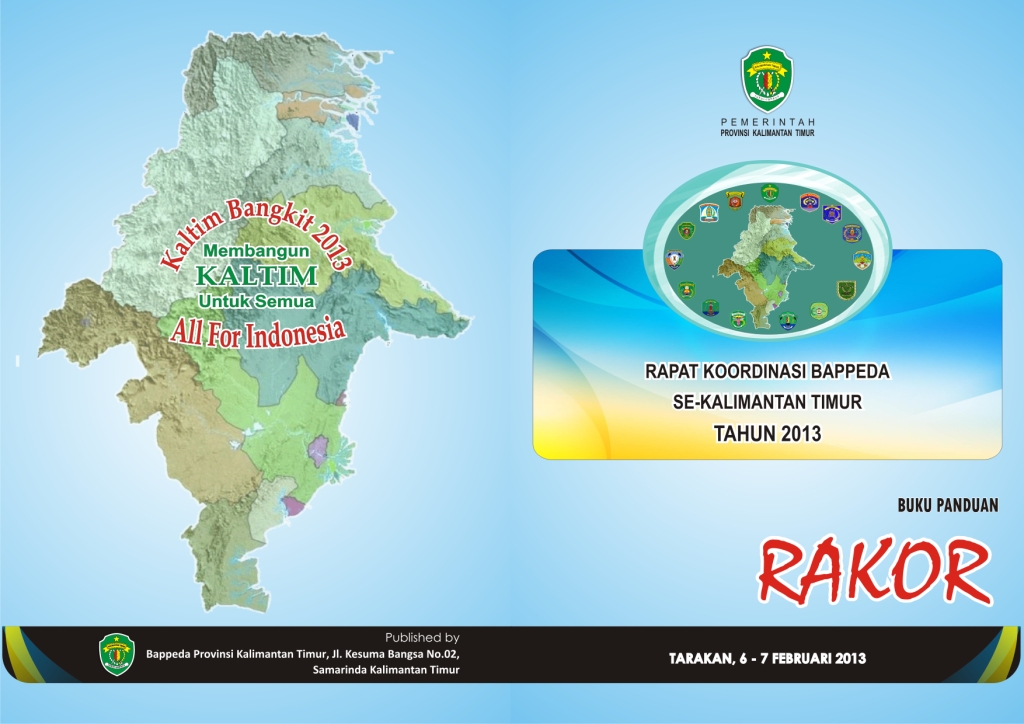 Kaltim Bangkit 2013
Membangun
KALTIM
Untuk Semua
All For Indonesia
Published by
Bappeda Provinsi Kalimantan Timur, Jl. Kesuma Bangsa No.02,
Samarinda Kalimantan Timur
PEMERINTAH
PROVINSI KALIMANTAN TIMUR
RAPAT KOORDINASI BAPPEDA
SE-KALIMANTAN TIMUR
TAHUN 2013
BUKU PANDUAN
RAKOR
TARAKAN, 6 - 7 FEBRUARI 2013